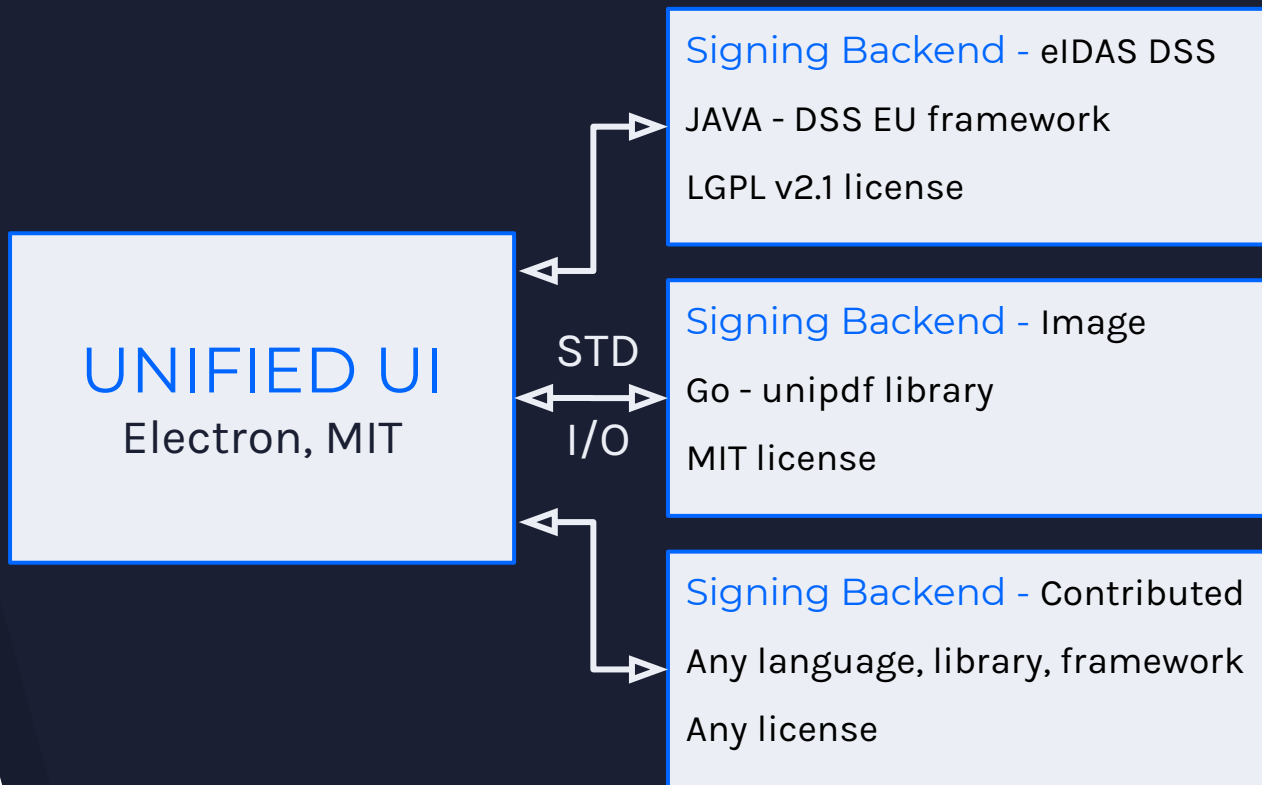 UNIFIED UI
Electron, MIT
STD
I/O
Signing Backend - eIDAS DSS
JAVA - DSS EU framework
LGPL v2.1 license
Signing Backend - Image
Go - unipdf library
MIT license
Signing Backend - Contributed
Any language, library, framework
Any license